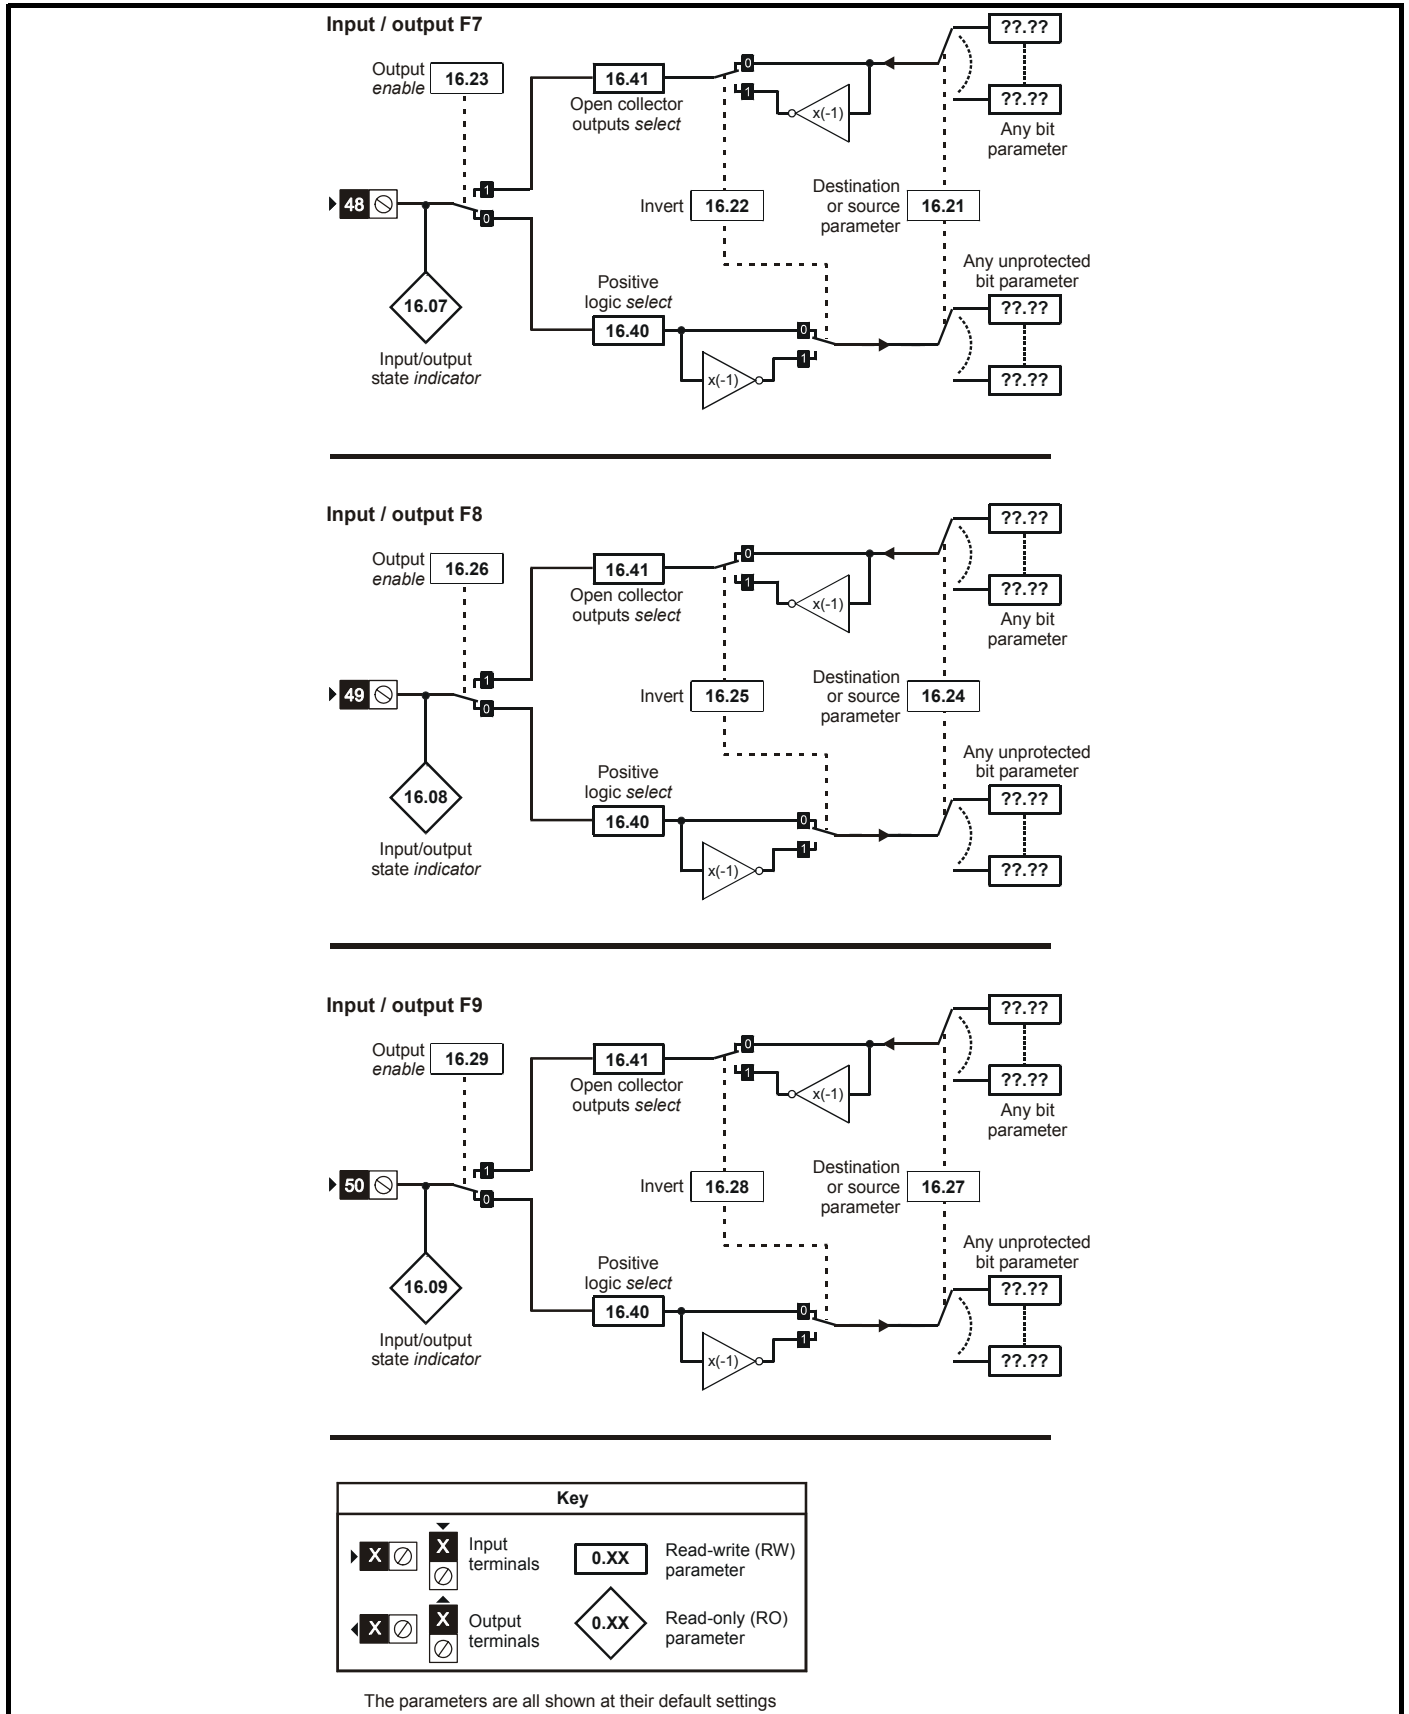 Input / output F7
??.??
Output
enable
16.23
16.41
0
1
x(-1)
??.??
Open collector
outputs select
Any bit
parameter
48
1
0
Invert
16.22
Destination
or source
parameter
16.21
16.07
Positive
logic select
16.40
0
1
x(-1)
Any unprotected
bit parameter
??.??
??.??
Input/output
state indicator
Input / output F8
??.??
Output
enable
16.26
16.41
0
1
x(-1)
??.??
Open collector
outputs select
Any bit
parameter
49
1
0
Invert
16.25
Destination
or source
parameter
16.24
16.08
Positive
logic select
16.40
0
1
x(-1)
Any unprotected
bit parameter
??.??
??.??
Input/output
state indicator
Input / output F9
??.??
Output
enable
16.29
16.41
0
1
x(-1)
??.??
Open collector
outputs select
Any bit
parameter
50
1
0
Invert
16.28
Destination
or source
parameter
16.27
16.09
Positive
logic select
16.40
0
1
x(-1)
Any unprotected
bit parameter
??.??
??.??
Input/output
state indicator
Key
X
X
Input
terminals
0.XX
Read-write (RW)
parameter
X
X
Output
terminals
0.XX
Read-only (RO)
parameter
The parameters are all shown at their default settings